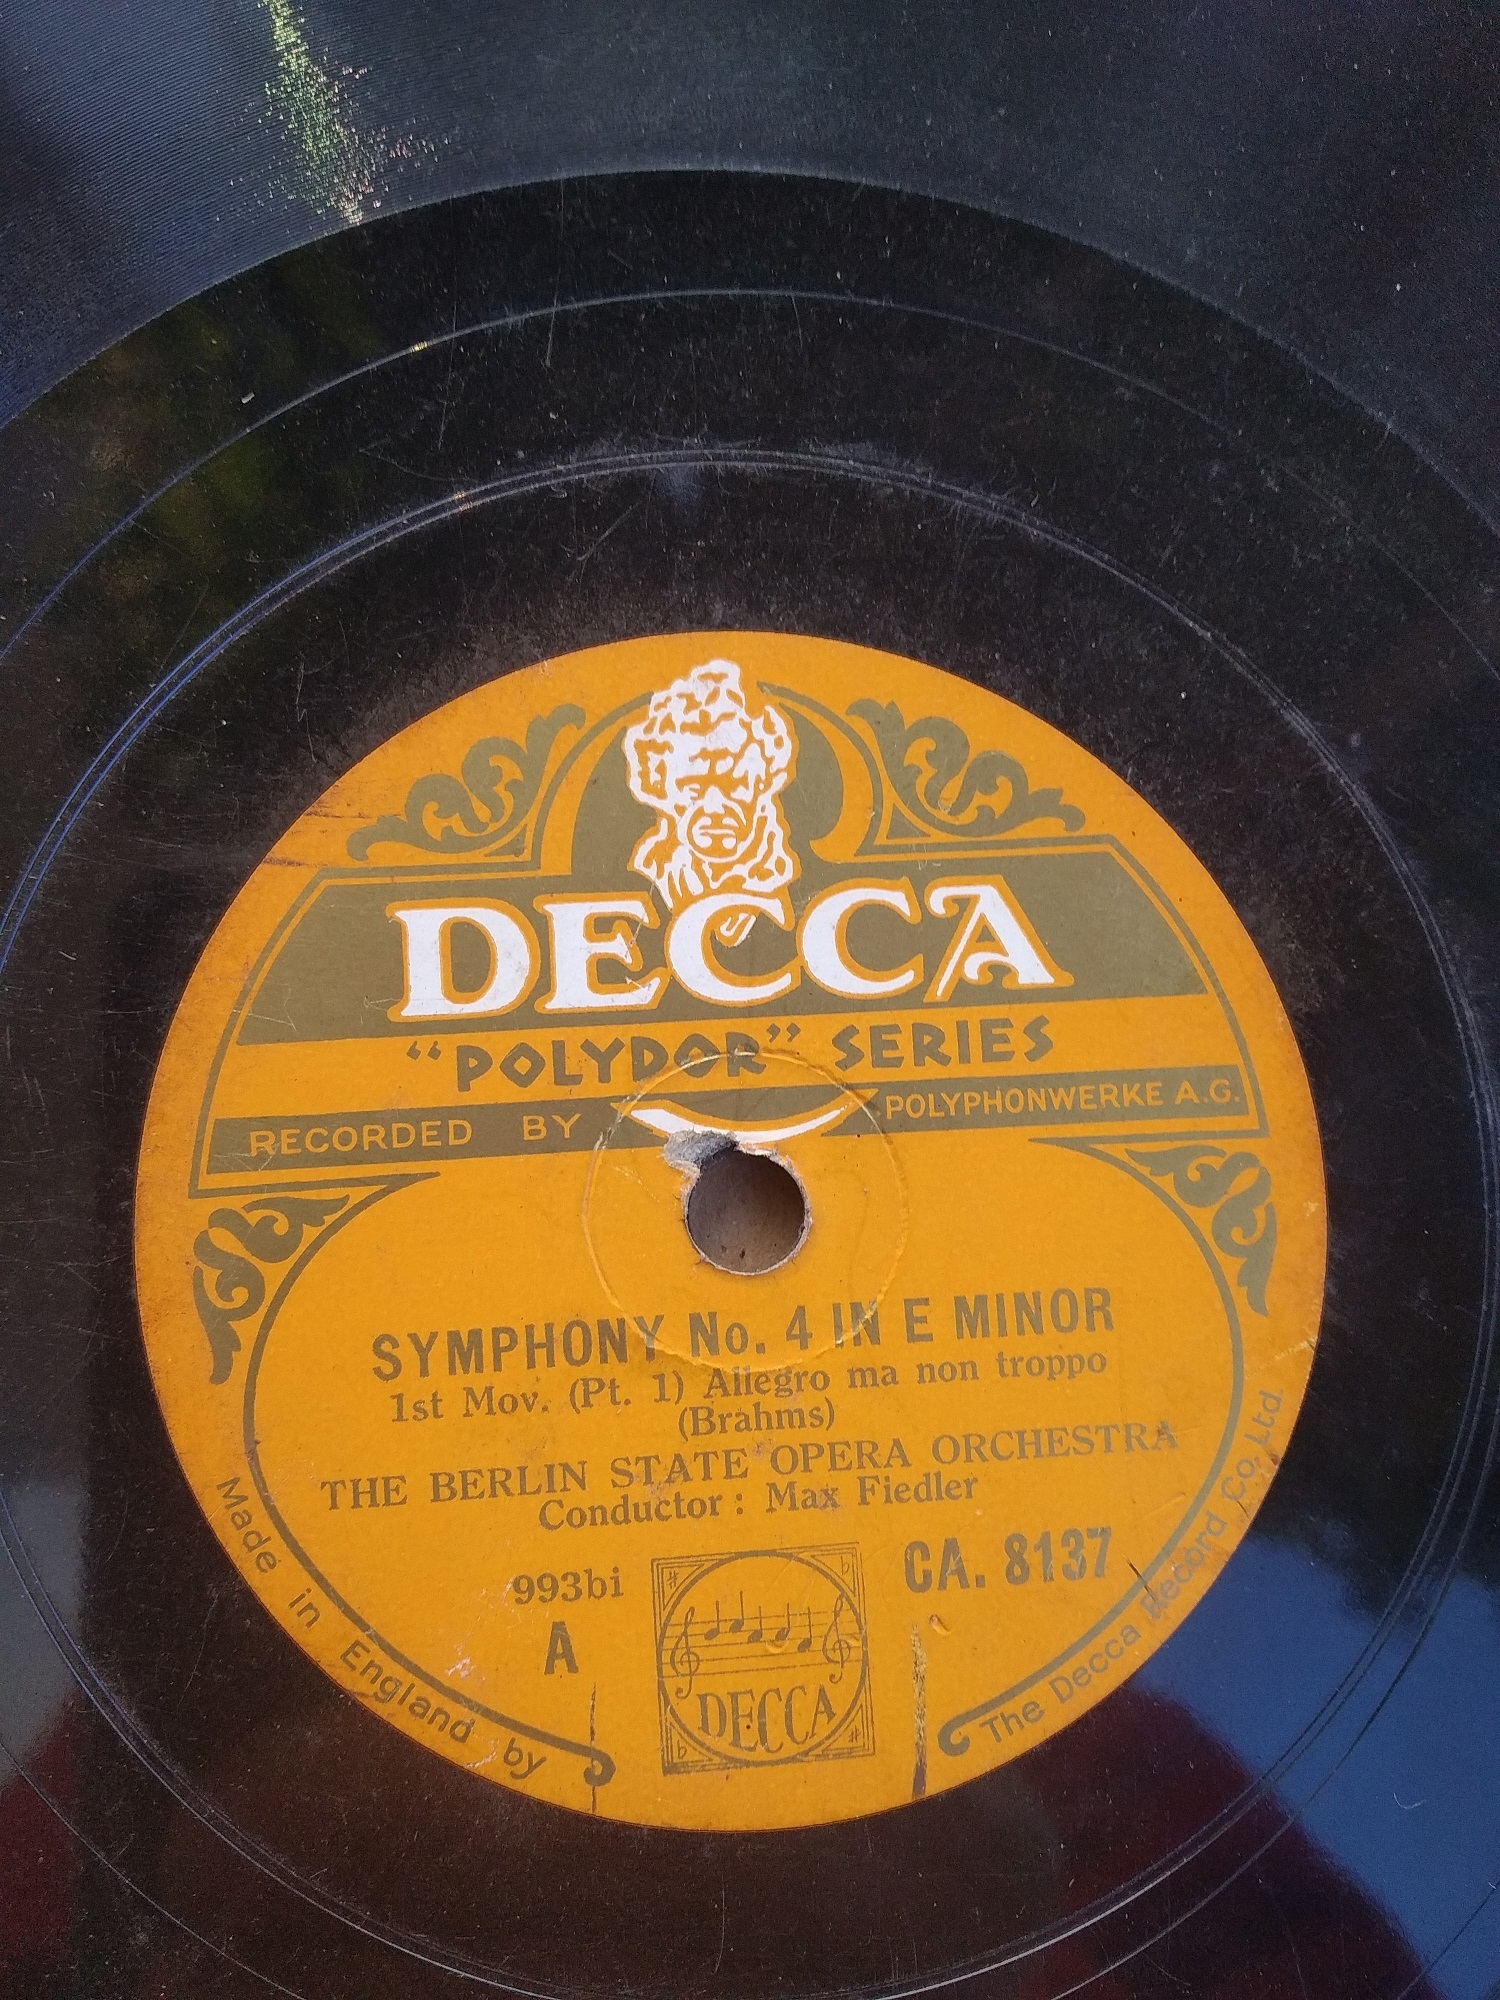 DECCA
“POLYDOR” SERIES
RECORDED BY POLYPHONWERKE A.G.
SYMPHONY No. 4 IN E MINOR
1st Mov. (Pt. 1) Allegro ma non troppo
(Brahms)
THE BERLIN STATE OPERA ORCHESTRA
Conductor : Max Fiedler
993bi
CA. 8137
A
DECCA
Made in England by The Decca Record Co. Ltd.